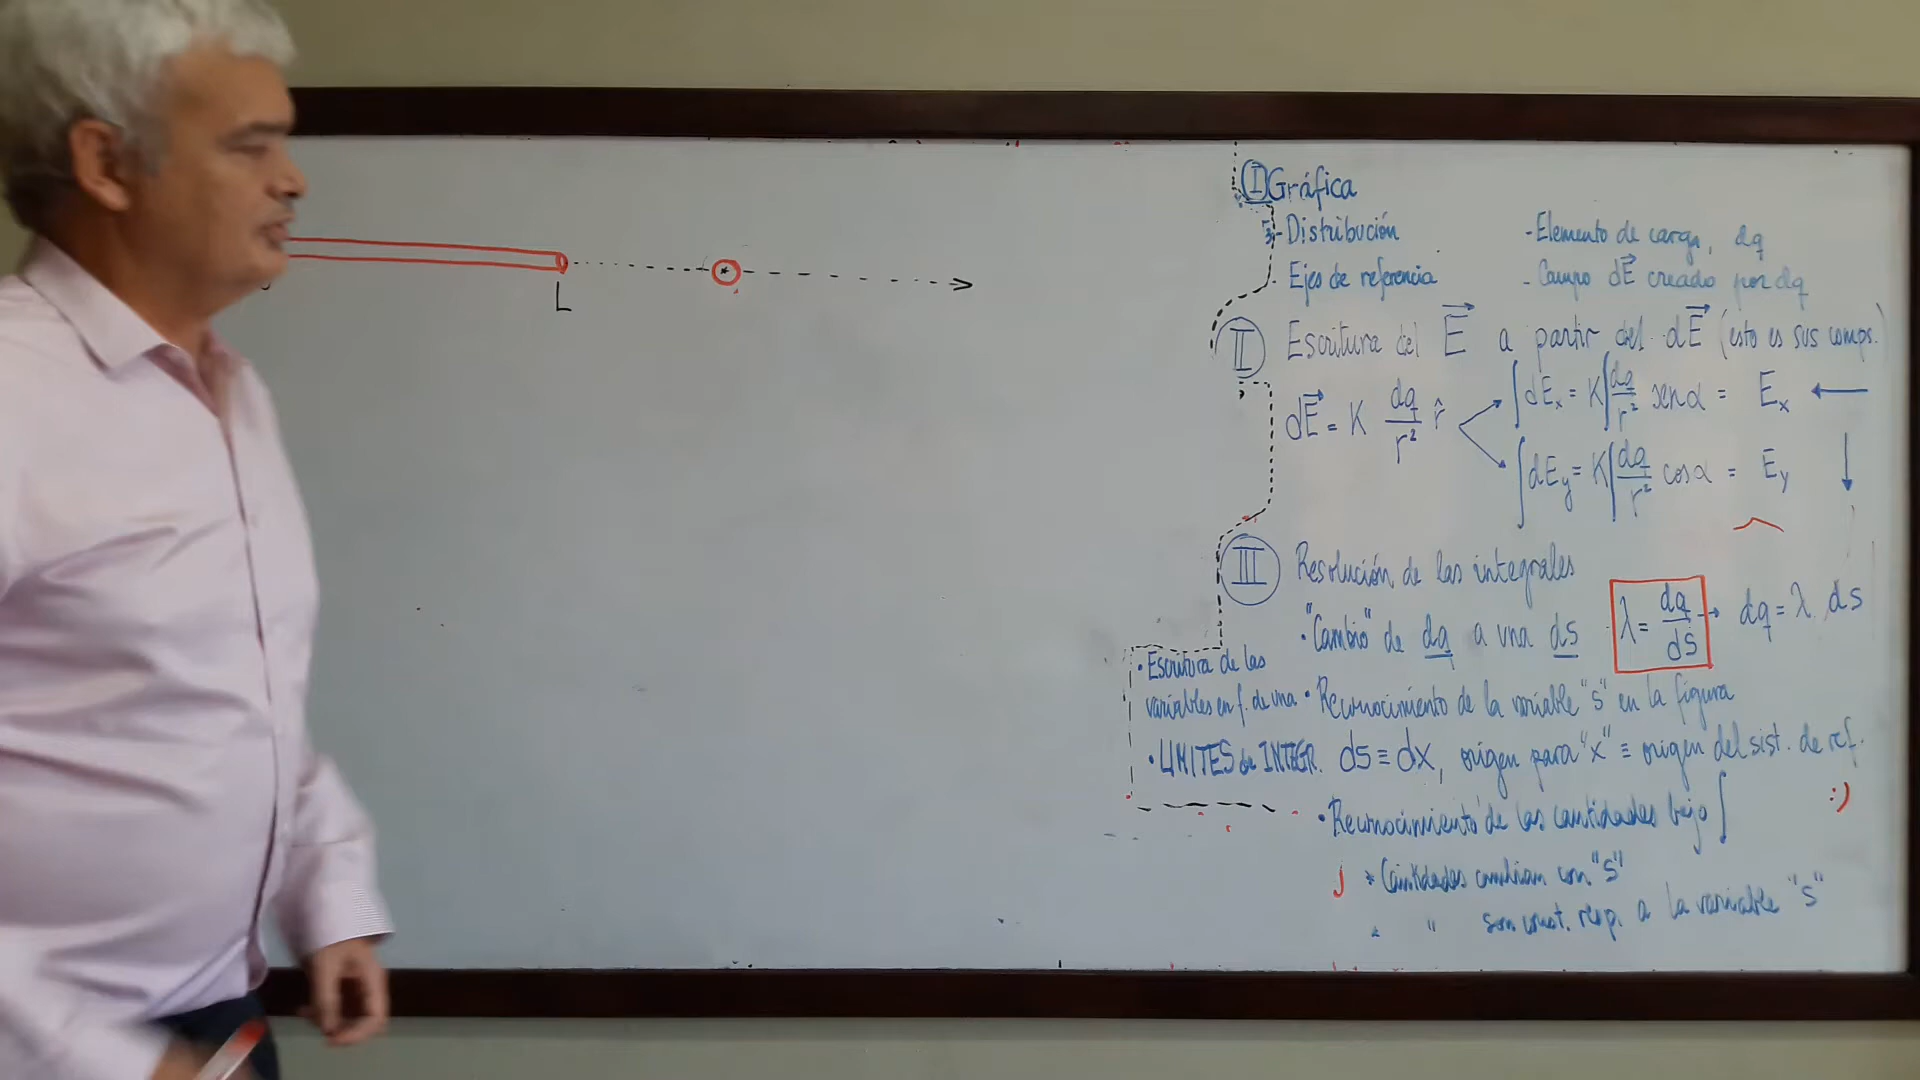 L
I Gráfica
- Distribución
- Elemento de carga, dq
- Ejes de referencia
- Campo dE⃗ creado por dq
II Escritura del E⃗ a partir del dE⃗ (esto es sus comps.)
dE⃗ = K dq/r² r̂
∫dEx = K∫dq/r² senα = Ex
∫dEy = K∫dq/r² cosα = Ey
III Resolución de las integrales
• "Cambio" de dq a una ds
λ = dq/ds → dq = λ ds
• Escritura de las
variables en f. de una
• Reconocimiento de la variable "s" en la figura
• LIMITES de INTEGR.
ds ≡ dx, origen para "x" ≡ origen del sist. de ref.
:)
• Reconocimiento de las cantidades bajo ∫
* Cantidades cambian con "s"
* " son const. resp. a la variable "s"